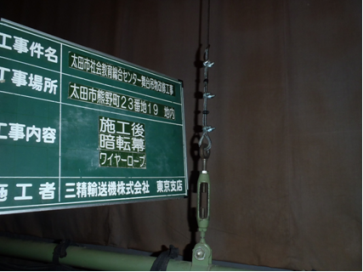 工事件名 太田市社会教育総合センター舞台吊物改修工事
工事場所 太田市熊野町23番地19 地内
工事内容 施工後
暗転幕
ワイヤーロープ
施工者 三精輸送機株式会社 東京支店